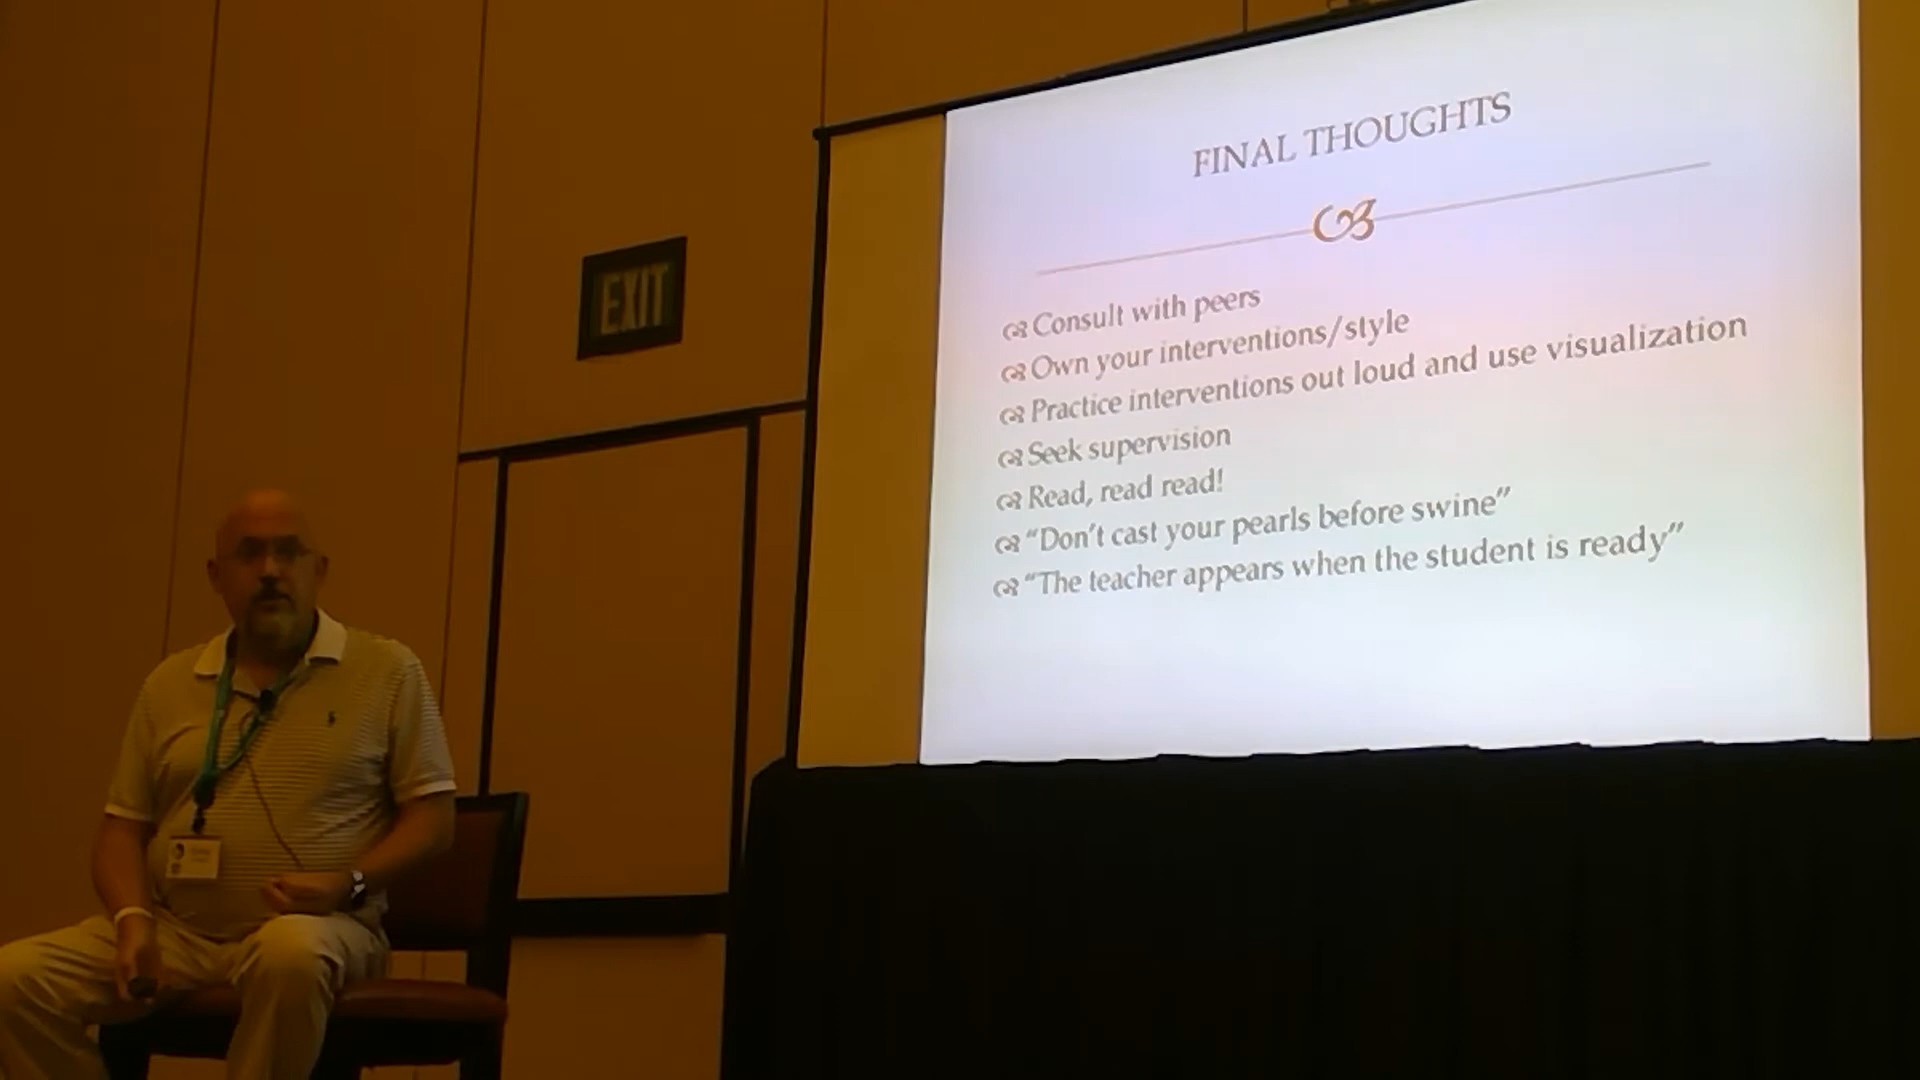 EXIT
FINAL THOUGHTS
Consult with peers
Own your interventions/style
Practice interventions out loud and use visualization
Seek supervision
Read, read read!
“Don’t cast your pearls before swine”
“The teacher appears when the student is ready”